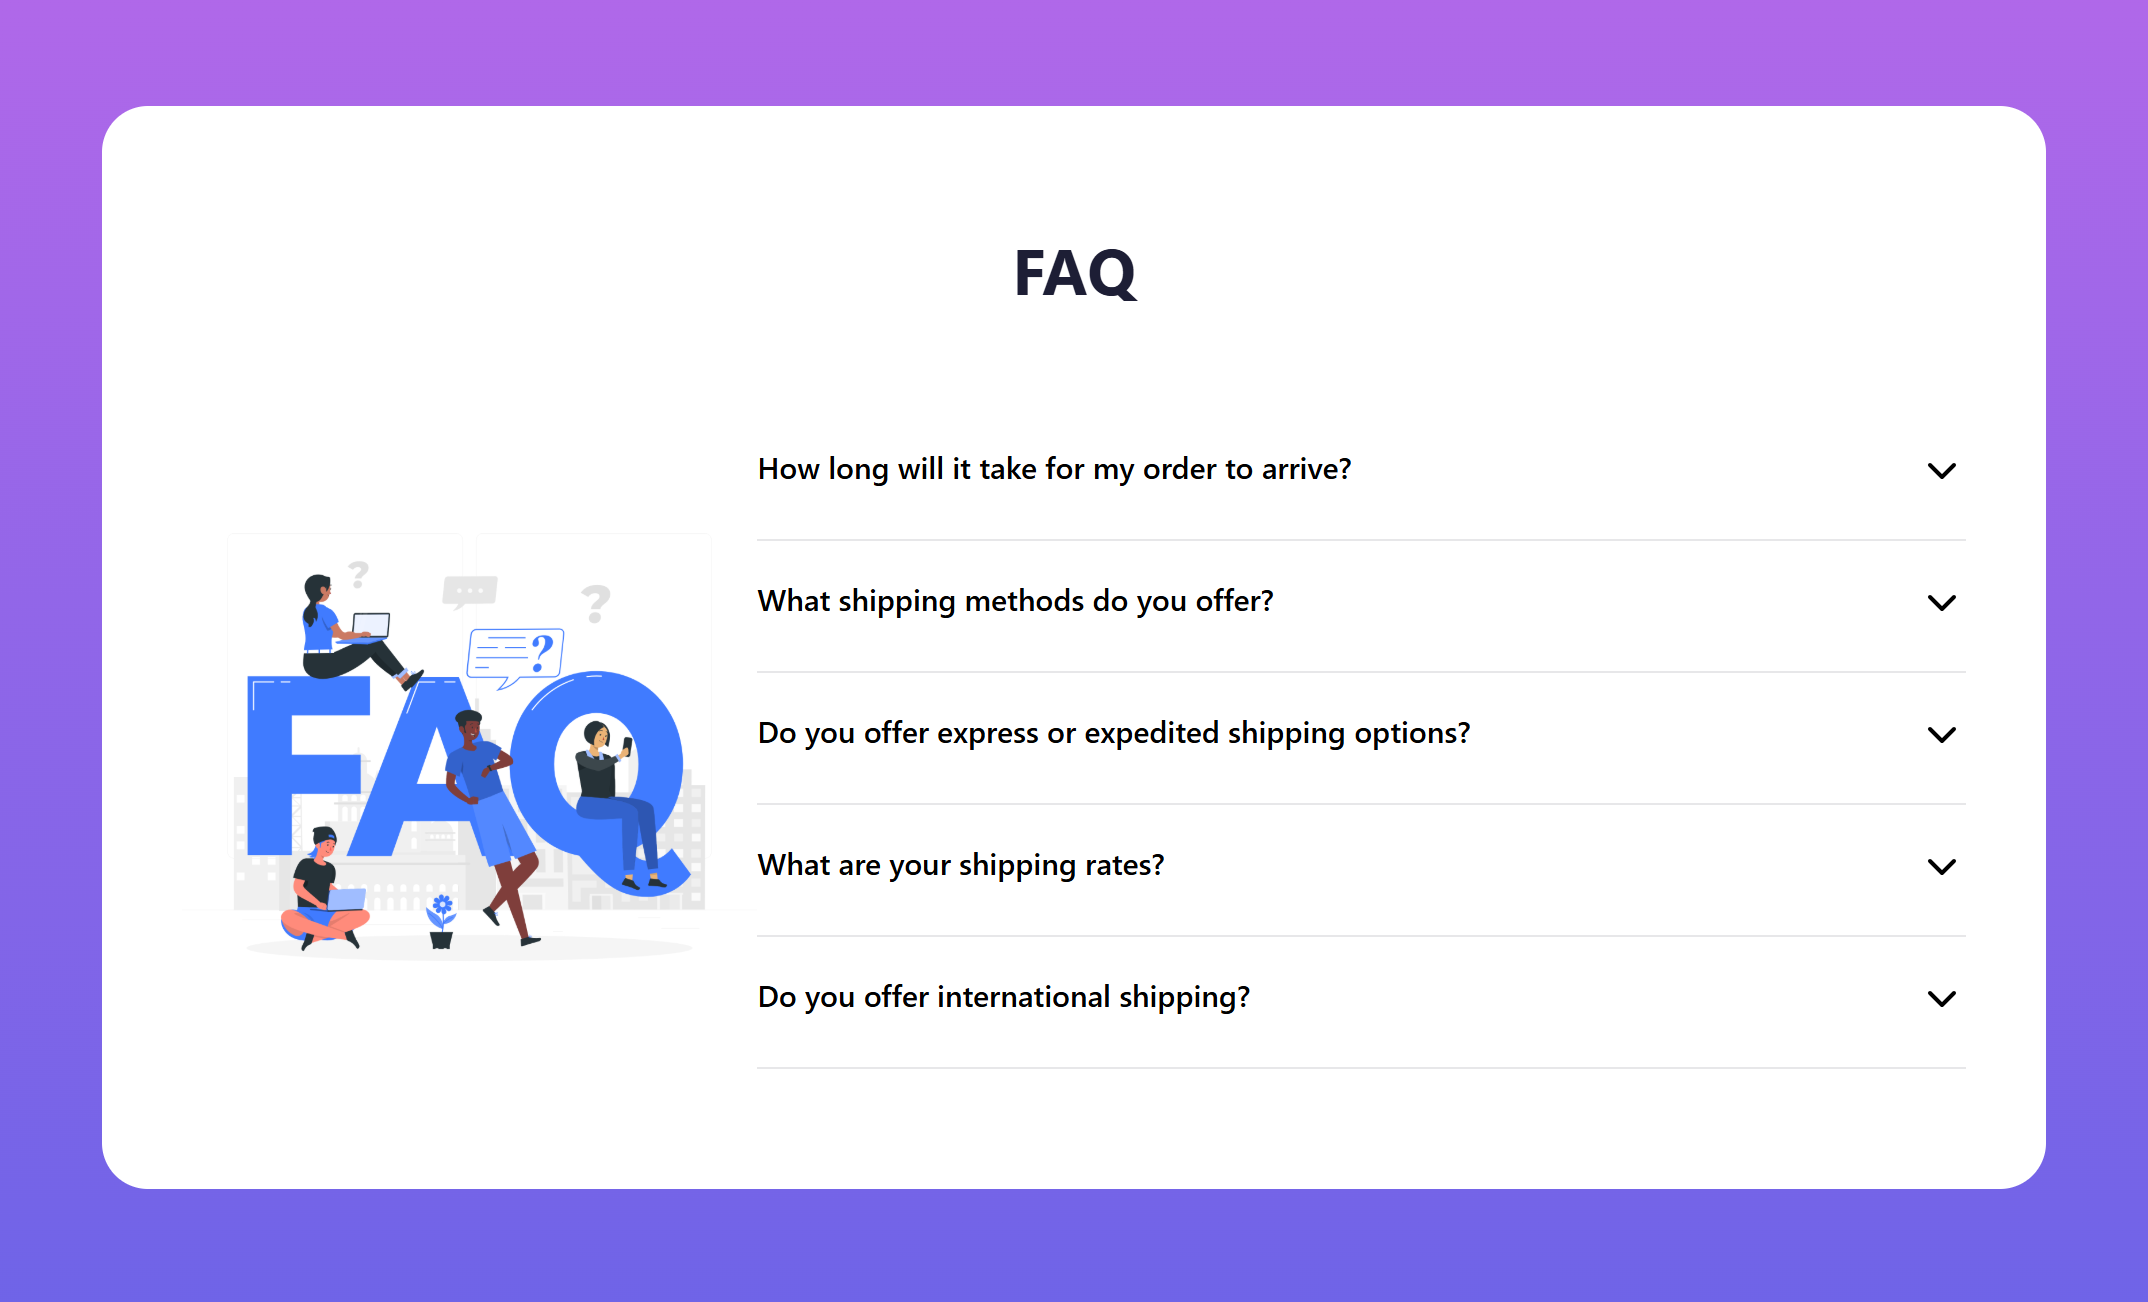 FAQ
How long will it take for my order to arrive?
What shipping methods do you offer?
Do you offer express or expedited shipping options?
What are your shipping rates?
Do you offer international shipping?
?
?
?
FAQ